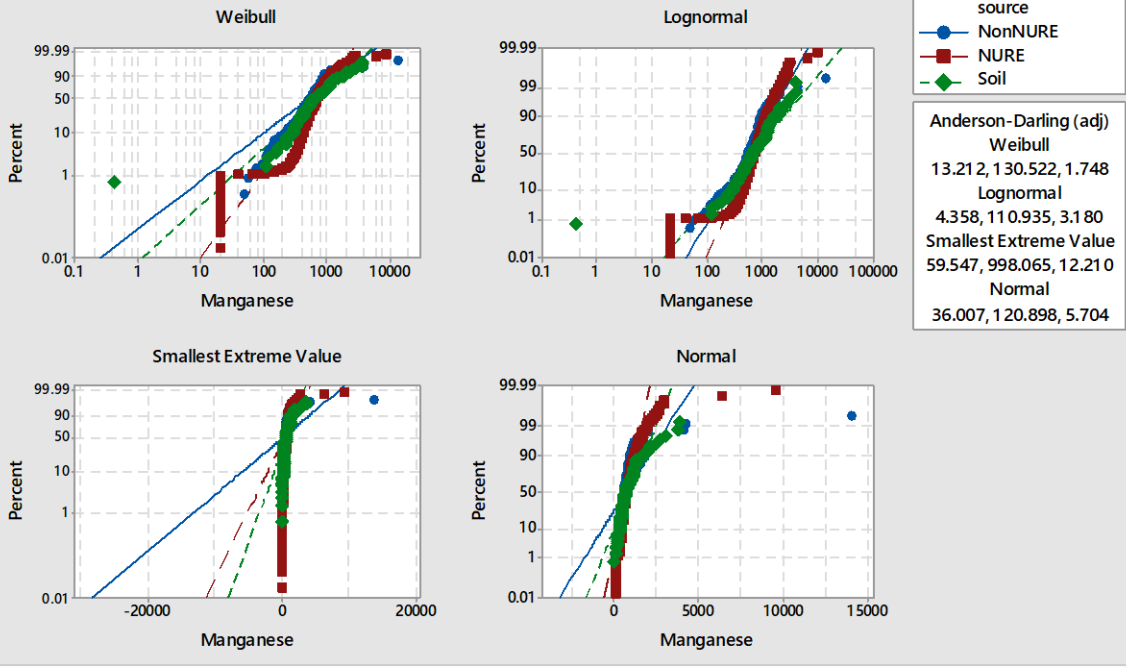 Weibull
99.99
90
50
10
1
0.01
Percent
0.1 1 10 100 1000 10000
Manganese
Lognormal
99.99
99
90
50
10
1
0.01
Percent
0.1 1 10 100 1000 10000 100000
Manganese
source
NonNURE
NURE
Soil
Anderson-Darling (adj)
Weibull
13.212, 130.522, 1.748
Lognormal
4.358, 110.935, 3.180
Smallest Extreme Value
59.547, 998.065, 12.210
Normal
36.007, 120.898, 5.704
Smallest Extreme Value
99.99
90
50
10
1
0.01
Percent
-20000 0 20000
Manganese
Normal
99.99
99
90
50
10
1
0.01
Percent
0 5000 10000 15000
Manganese